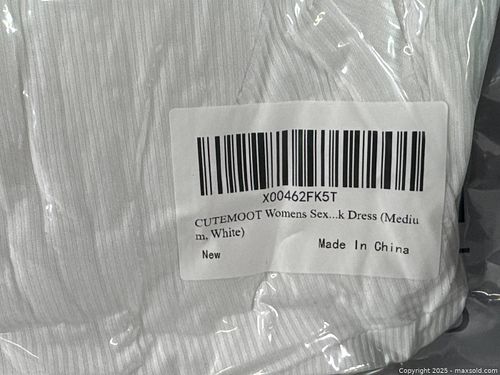 X00462FK5T
CUTEMOOT Womens Sex...k Dress (Mediu
m, White)
New
Made In China
Copyright 2025 - maxsold.com